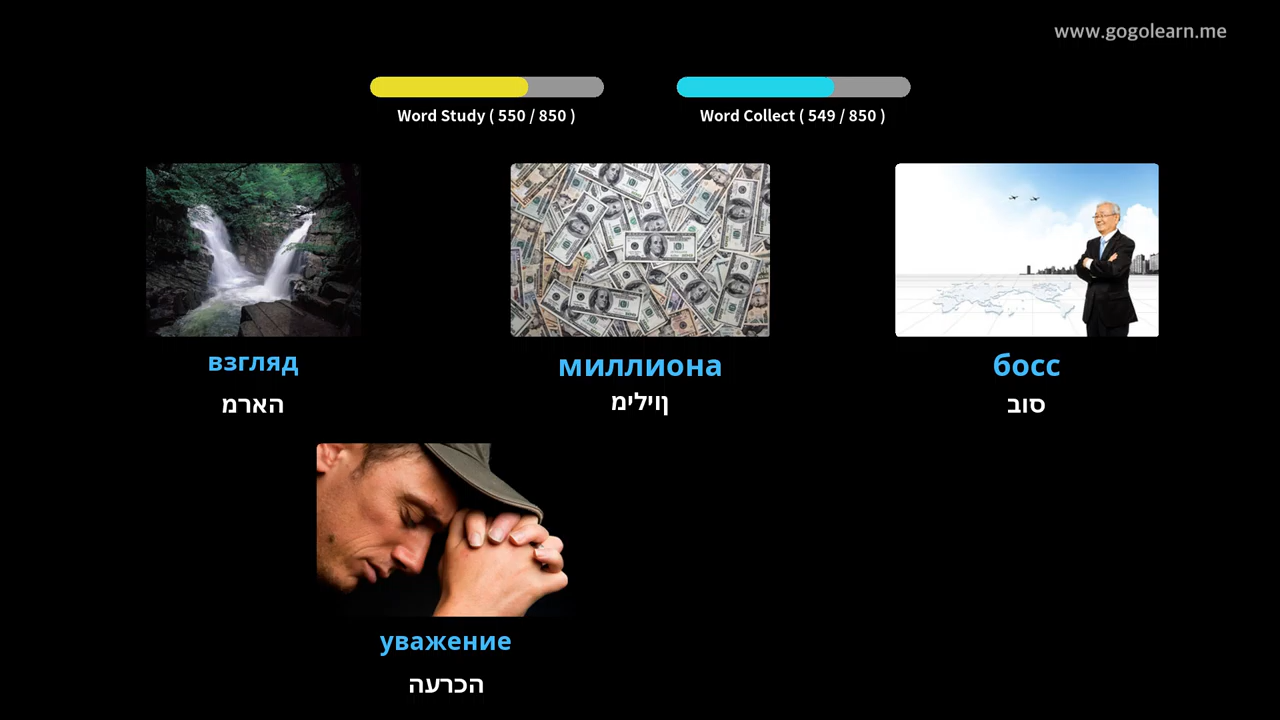 www.gogolearn.me
Word Study ( 550 / 850 )
Word Collect ( 549 / 850 )
взгляд
הארמ
миллиона
ןוילימ
босс
סוב
уважение
הכרעה